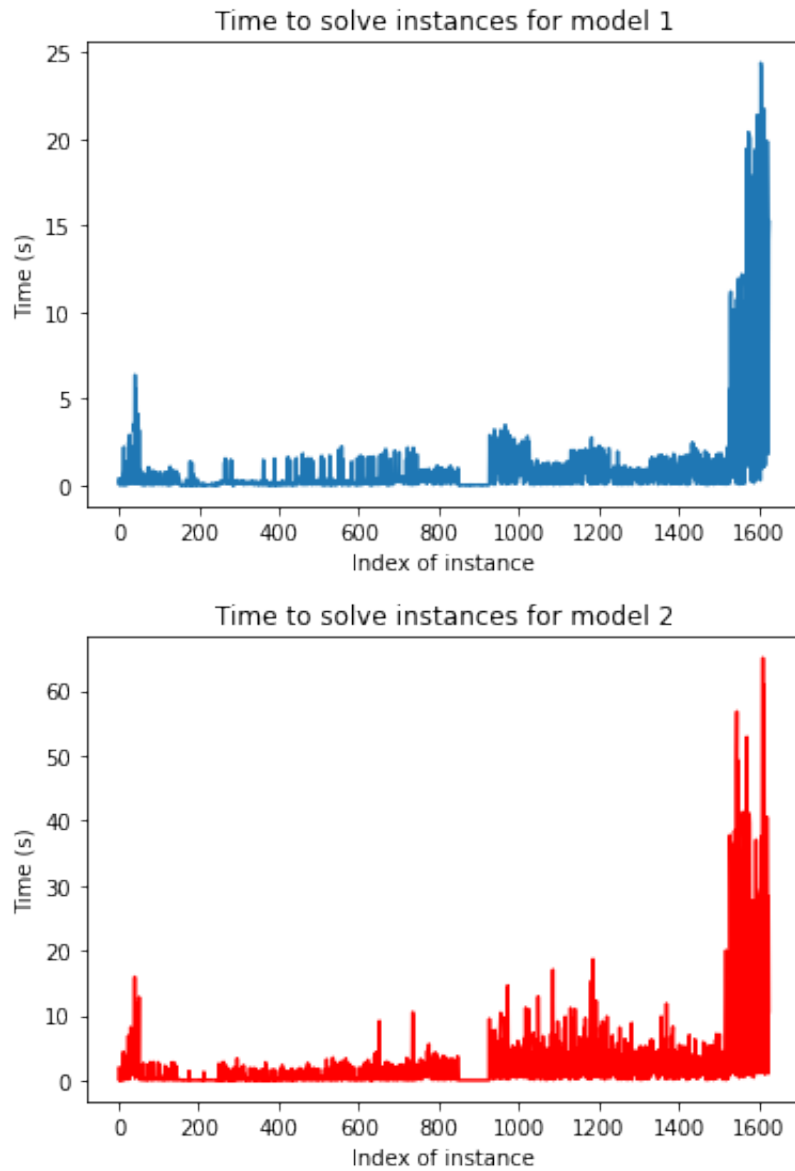 Time to solve instances for model 1
25
20
15
10
5
0
Time (s)
0 200 400 600 800 1000 1200 1400 1600
Index of instance
Time to solve instances for model 2
60
50
40
30
20
10
0
Time (s)
0 200 400 600 800 1000 1200 1400 1600
Index of instance